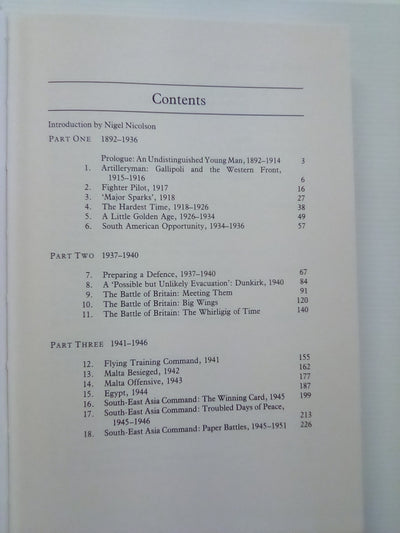 Contents
Introduction by Nigel Nicolson
PART ONE 1892–1936
Prologue: An Undistinguished Young Man, 1892–1914 3
1. Artilleryman: Gallipoli and the Western Front,
1915–1916 6
2. Fighter Pilot, 1917 16
3. 'Major Sparks', 1918 27
4. The Hardest Time, 1918–1926 38
5. A Little Golden Age, 1926–1934 49
6. South American Opportunity, 1934–1936 57
PART TWO 1937–1940
7. Preparing a Defence, 1937–1940 67
8. A 'Possible but Unlikely Evacuation': Dunkirk, 1940 84
9. The Battle of Britain: Meeting Them 91
10. The Battle of Britain: Big Wings 120
11. The Battle of Britain: The Whirligig of Time 140
PART THREE 1941–1946
12. Flying Training Command, 1941 155
13. Malta Besieged, 1942 162
14. Malta Offensive, 1943 177
15. Egypt, 1944 187
16. South-East Asia Command: The Winning Card, 1945 199
17. South-East Asia Command: Troubled Days of Peace,
1945–1946 213
18. South-East Asia Command: Paper Battles, 1945–1951 226